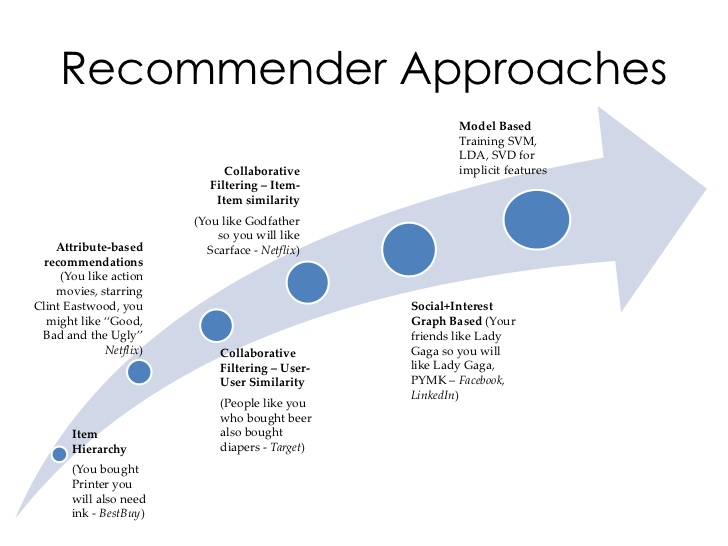 Recommender Approaches
Item
Hierarchy
(You bought
Printer you
will also need
ink - BestBuy)
Attribute-based
recommendations
(You like action
movies, starring
Clint Eastwood, you
might like “Good,
Bad and the Ugly”
Netflix)
Collaborative
Filtering – User-
User Similarity
(People like you
who bought beer
also bought
diapers - Target)
Collaborative
Filtering – Item-
Item similarity
(You like Godfather
so you will like
Scarface - Netflix)
Social+Interest
Graph Based (Your
friends like Lady
Gaga so you will
like Lady Gaga,
PYMK – Facebook,
LinkedIn)
Model Based
Training SVM,
LDA, SVD for
implicit features